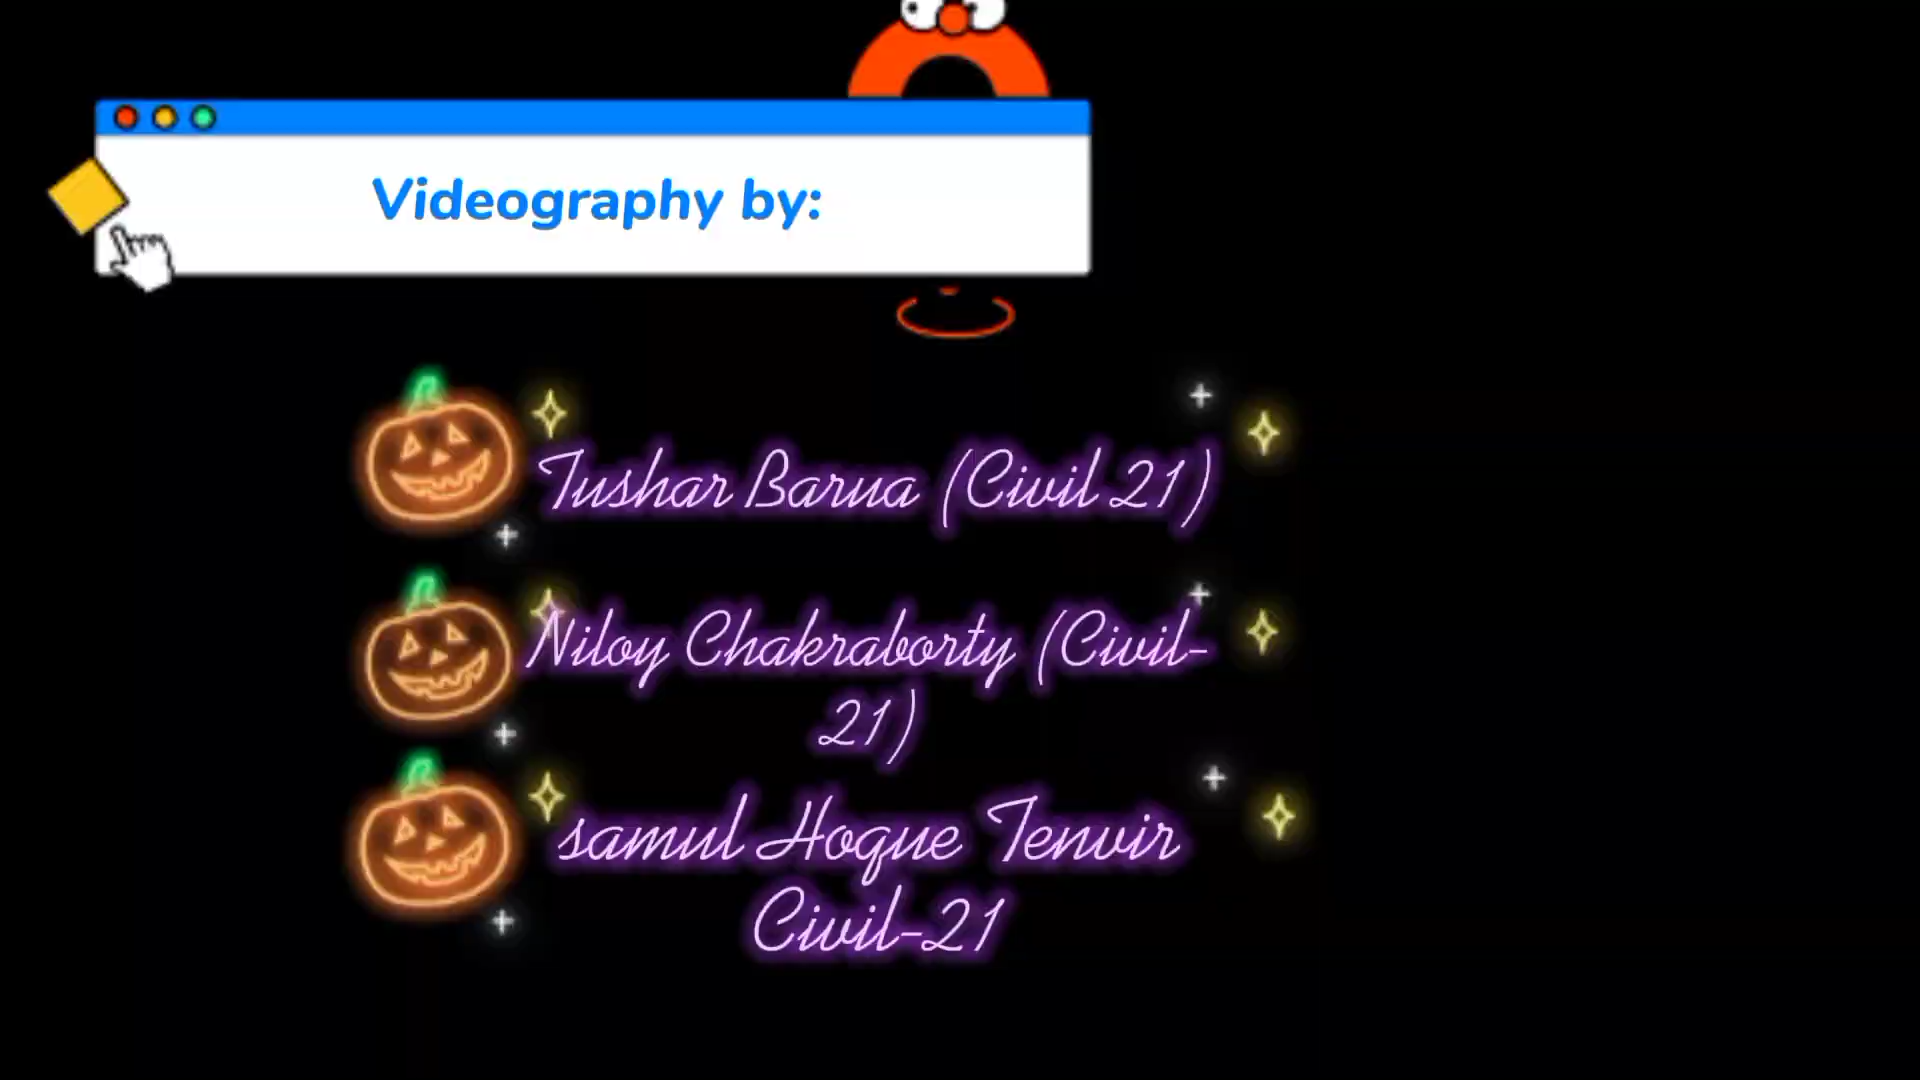 Videography by:
Tushar Barua (Civil 21)
Niloy Chakraborty (Civil-
21)
samul Hoque Tenvir
Civil-21